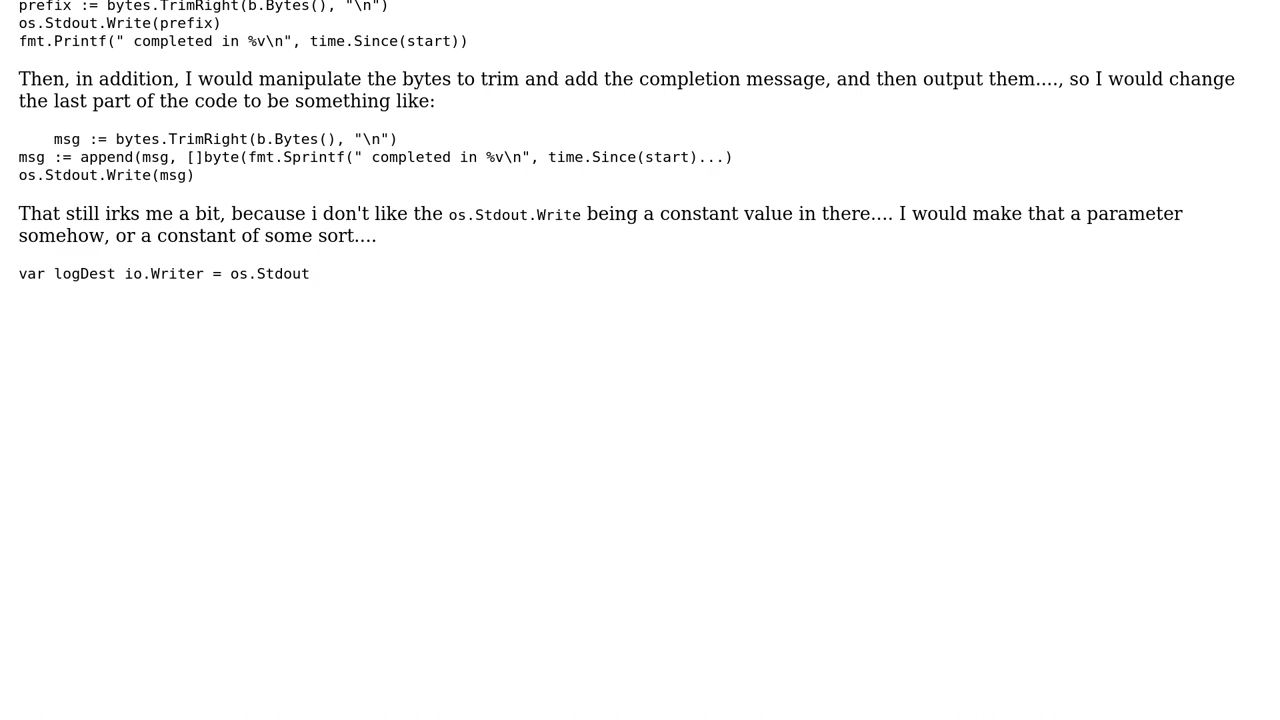 prefix := bytes.TrimRight(b.Bytes(), "\n")
os.Stdout.Write(prefix)
fmt.Printf(" completed in %v\n", time.Since(start))
Then, in addition, I would manipulate the bytes to trim and add the completion message, and then output them...., so I would change
the last part of the code to be something like:
    msg := bytes.TrimRight(b.Bytes(), "\n")
msg := append(msg, []byte(fmt.Sprintf(" completed in %v\n", time.Since(start)...)
os.Stdout.Write(msg)
That still irks me a bit, because i don't like the os.Stdout.Write being a constant value in there.... I would make that a parameter
somehow, or a constant of some sort....
var logDest io.Writer = os.Stdout